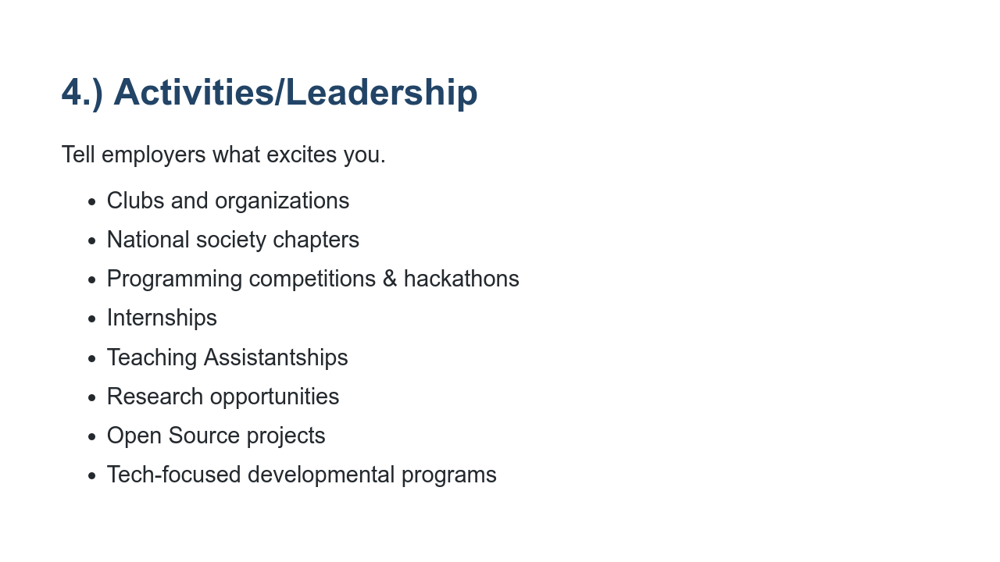 4.) Activities/Leadership
Tell employers what excites you.
• Clubs and organizations
• National society chapters
• Programming competitions & hackathons
• Internships
• Teaching Assistantships
• Research opportunities
• Open Source projects
• Tech-focused developmental programs